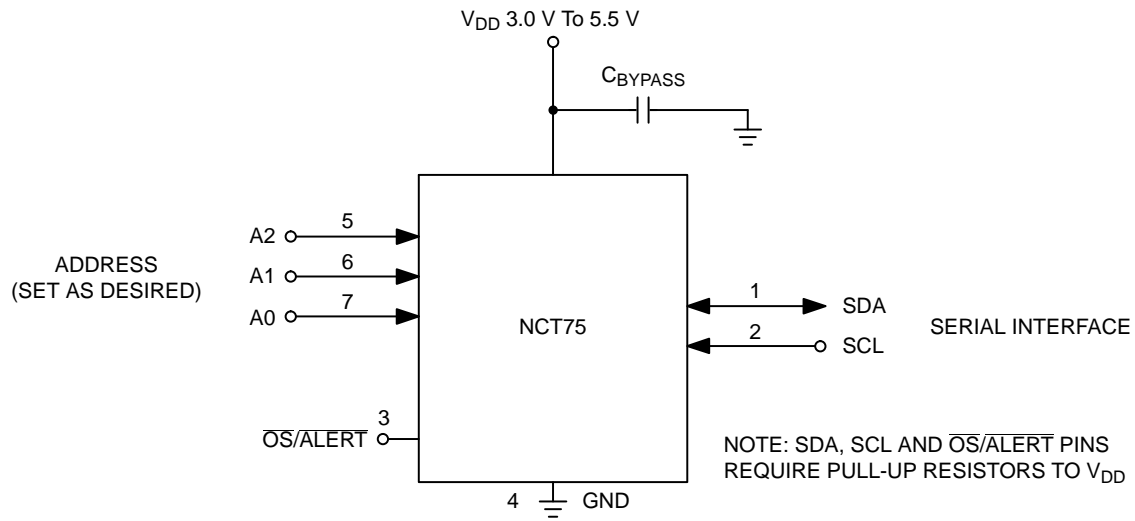 VDD 3.0 V To 5.5 V
CBYPASS
A2 5
ADDRESS
(SET AS DESIRED)
A1 6
A0 7
NCT75
1 SDA
2 SCL
SERIAL INTERFACE
OS/ALERT 3
NOTE: SDA, SCL AND OS/ALERT PINS
REQUIRE PULL-UP RESISTORS TO VDD
4 GND